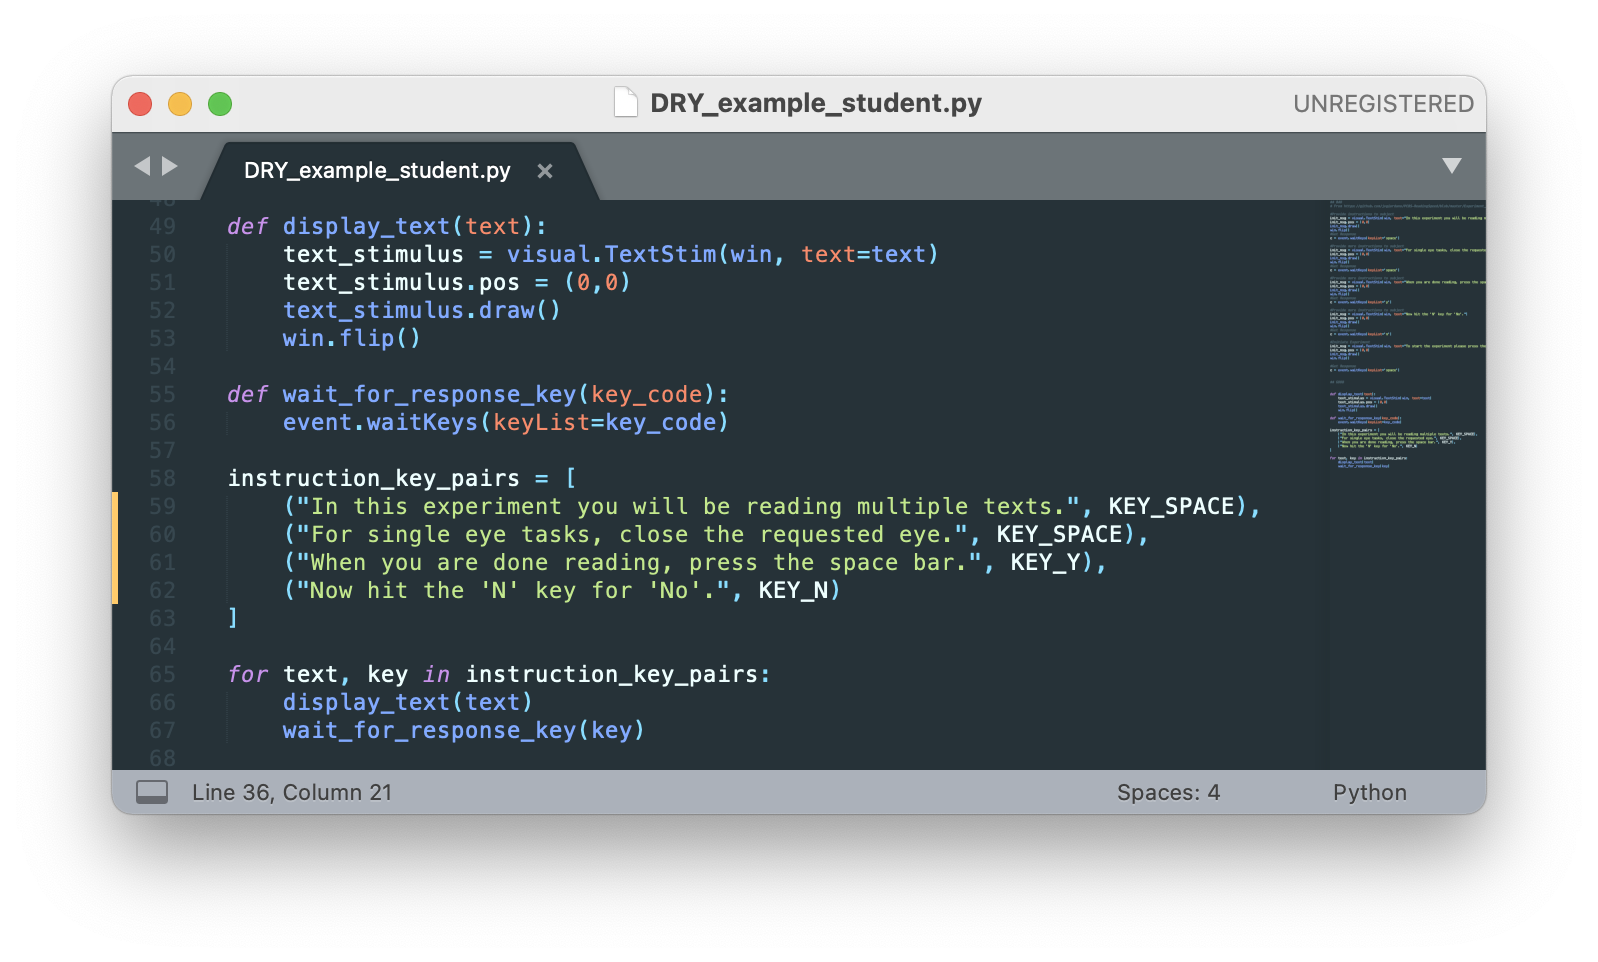 DRY_example_student.py
UNREGISTERED
DRY_example_student.py ×
48
49 def display_text(text):
50     text_stimulus = visual.TextStim(win, text=text)
51     text_stimulus.pos = (0,0)
52     text_stimulus.draw()
53     win.flip()
54
55 def wait_for_response_key(key_code):
56     event.waitKeys(keyList=key_code)
57
58 instruction_key_pairs = [
59     ("In this experiment you will be reading multiple texts.", KEY_SPACE),
60     ("For single eye tasks, close the requested eye.", KEY_SPACE),
61     ("When you are done reading, press the space bar.", KEY_Y),
62     ("Now hit the 'N' key for 'No'.", KEY_N)
63 ]
64
65 for text, key in instruction_key_pairs:
66     display_text(text)
67     wait_for_response_key(key)
68
Line 36, Column 21
Spaces: 4
Python